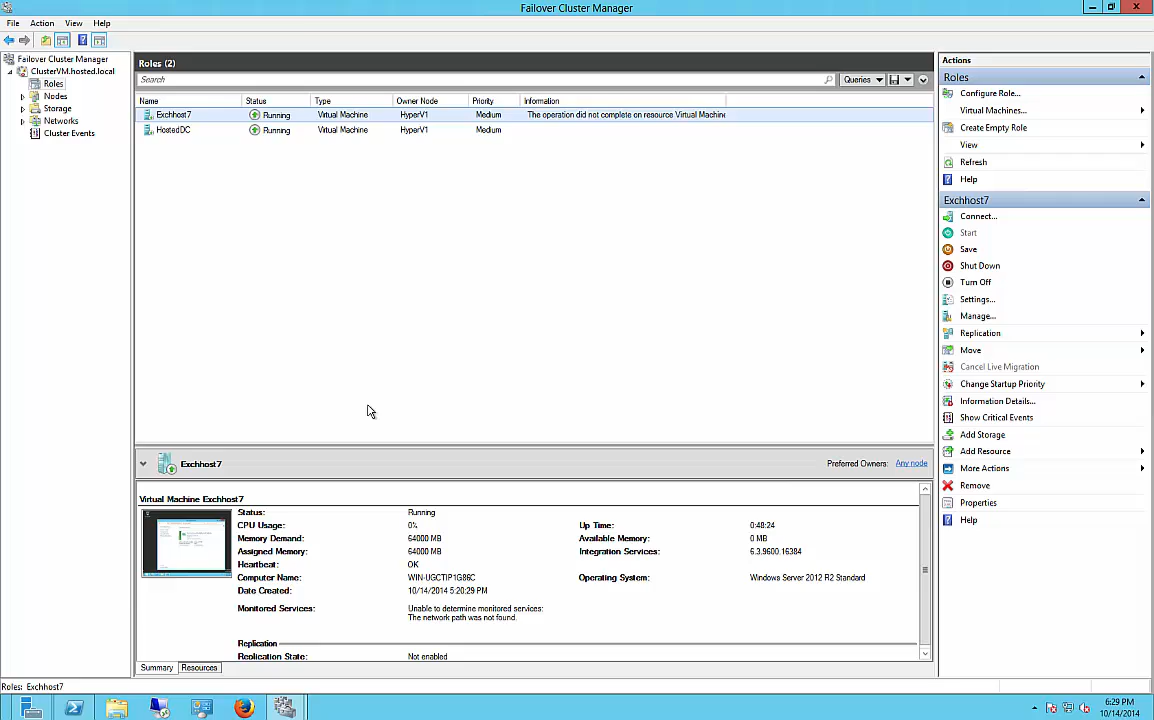 Failover Cluster Manager
File Action View Help
Failover Cluster Manager
ClusterVM.hosted.local
Roles
Nodes
Storage
Networks
Cluster Events
Roles (2)
Search
Queries
Name Status Type Owner Node Priority Information
Exchhost7 Running Virtual Machine HyperV1 Medium The operation did not complete on resource Virtual Machine
HostedDC Running Virtual Machine HyperV1 Medium
Exchhost7
Preferred Owners: Any node
Virtual Machine Exchhost7
Status: Running
CPU Usage: 0% Up Time: 0:48:24
Memory Demand: 64000 MB Available Memory: 0 MB
Assigned Memory: 64000 MB Integration Services: 6.3.9600.16384
Heartbeat: OK
Computer Name: WIN-UGCTIP1G86C Operating System: Windows Server 2012 R2 Standard
Date Created: 10/14/2014 5:20:29 PM
Monitored Services: Unable to determine monitored services:
The network path was not found.
Replication
Replication State: Not enabled
Summary Resources
Actions
Roles
Configure Role...
Virtual Machines...
Create Empty Role
View
Refresh
Help
Exchhost7
Connect...
Start
Save
Shut Down
Turn Off
Settings...
Manage...
Replication
Move
Cancel Live Migration
Change Startup Priority
Information Details...
Show Critical Events
Add Storage
Add Resource
More Actions
Remove
Properties
Help
Roles: Exchhost7
6:29 PM
10/14/2014